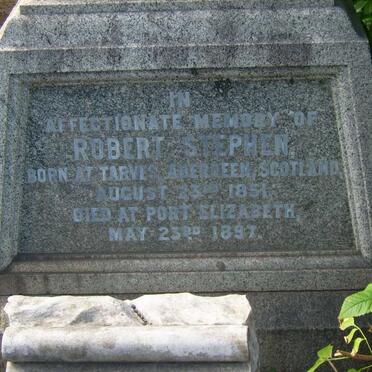 IN
AFFECTIONATE MEMORY OF
ROBERT STEPHEN,
BORN AT TARVES, ABERDEEN, SCOTLAND,
AUGUST 23RD 1851.
DIED AT PORT ELIZABETH,
MAY 23RD 1897.